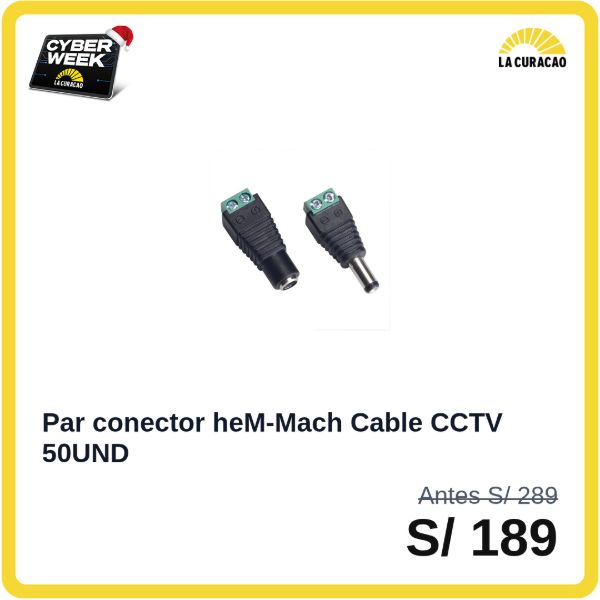 CYBER
WEEK
LA CURACAO
LA CURACAO
Par conector heM-Mach Cable CCTV
50UND
Antes S/ 289
S/ 189